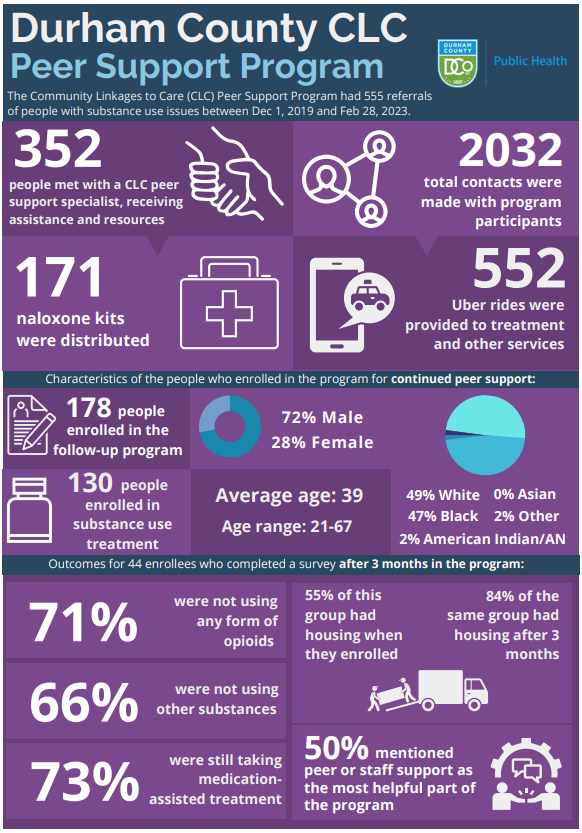 Durham County CLC
Peer Support Program
DURHAM
COUNTY
DCo
1881
Public Health
The Community Linkages to Care (CLC) Peer Support Program had 555 referrals
of people with substance use issues between Dec 1, 2019 and Feb 28, 2023.
352
people met with a CLC peer
support specialist, receiving
assistance and resources
2032
total contacts were
made with program
participants
171
naloxone kits
were distributed
552
Uber rides were
provided to treatment
and other services
Characteristics of the people who enrolled in the program for continued peer support:
178 people
enrolled in the
follow-up program
72% Male
28% Female
130 people
enrolled in
substance use
treatment
Average age: 39
Age range: 21-67
49% White 0% Asian
47% Black 2% Other
2% American Indian/AN
Outcomes for 44 enrollees who completed a survey after 3 months in the program:
71%
were not using
any form of
opioids
66%
were not using
other substances
73%
were still taking
medication-
assisted treatment
55% of this
group had
housing when
they enrolled
84% of the
same group had
housing after 3
months
50% mentioned
peer or staff support as
the most helpful part of
the program